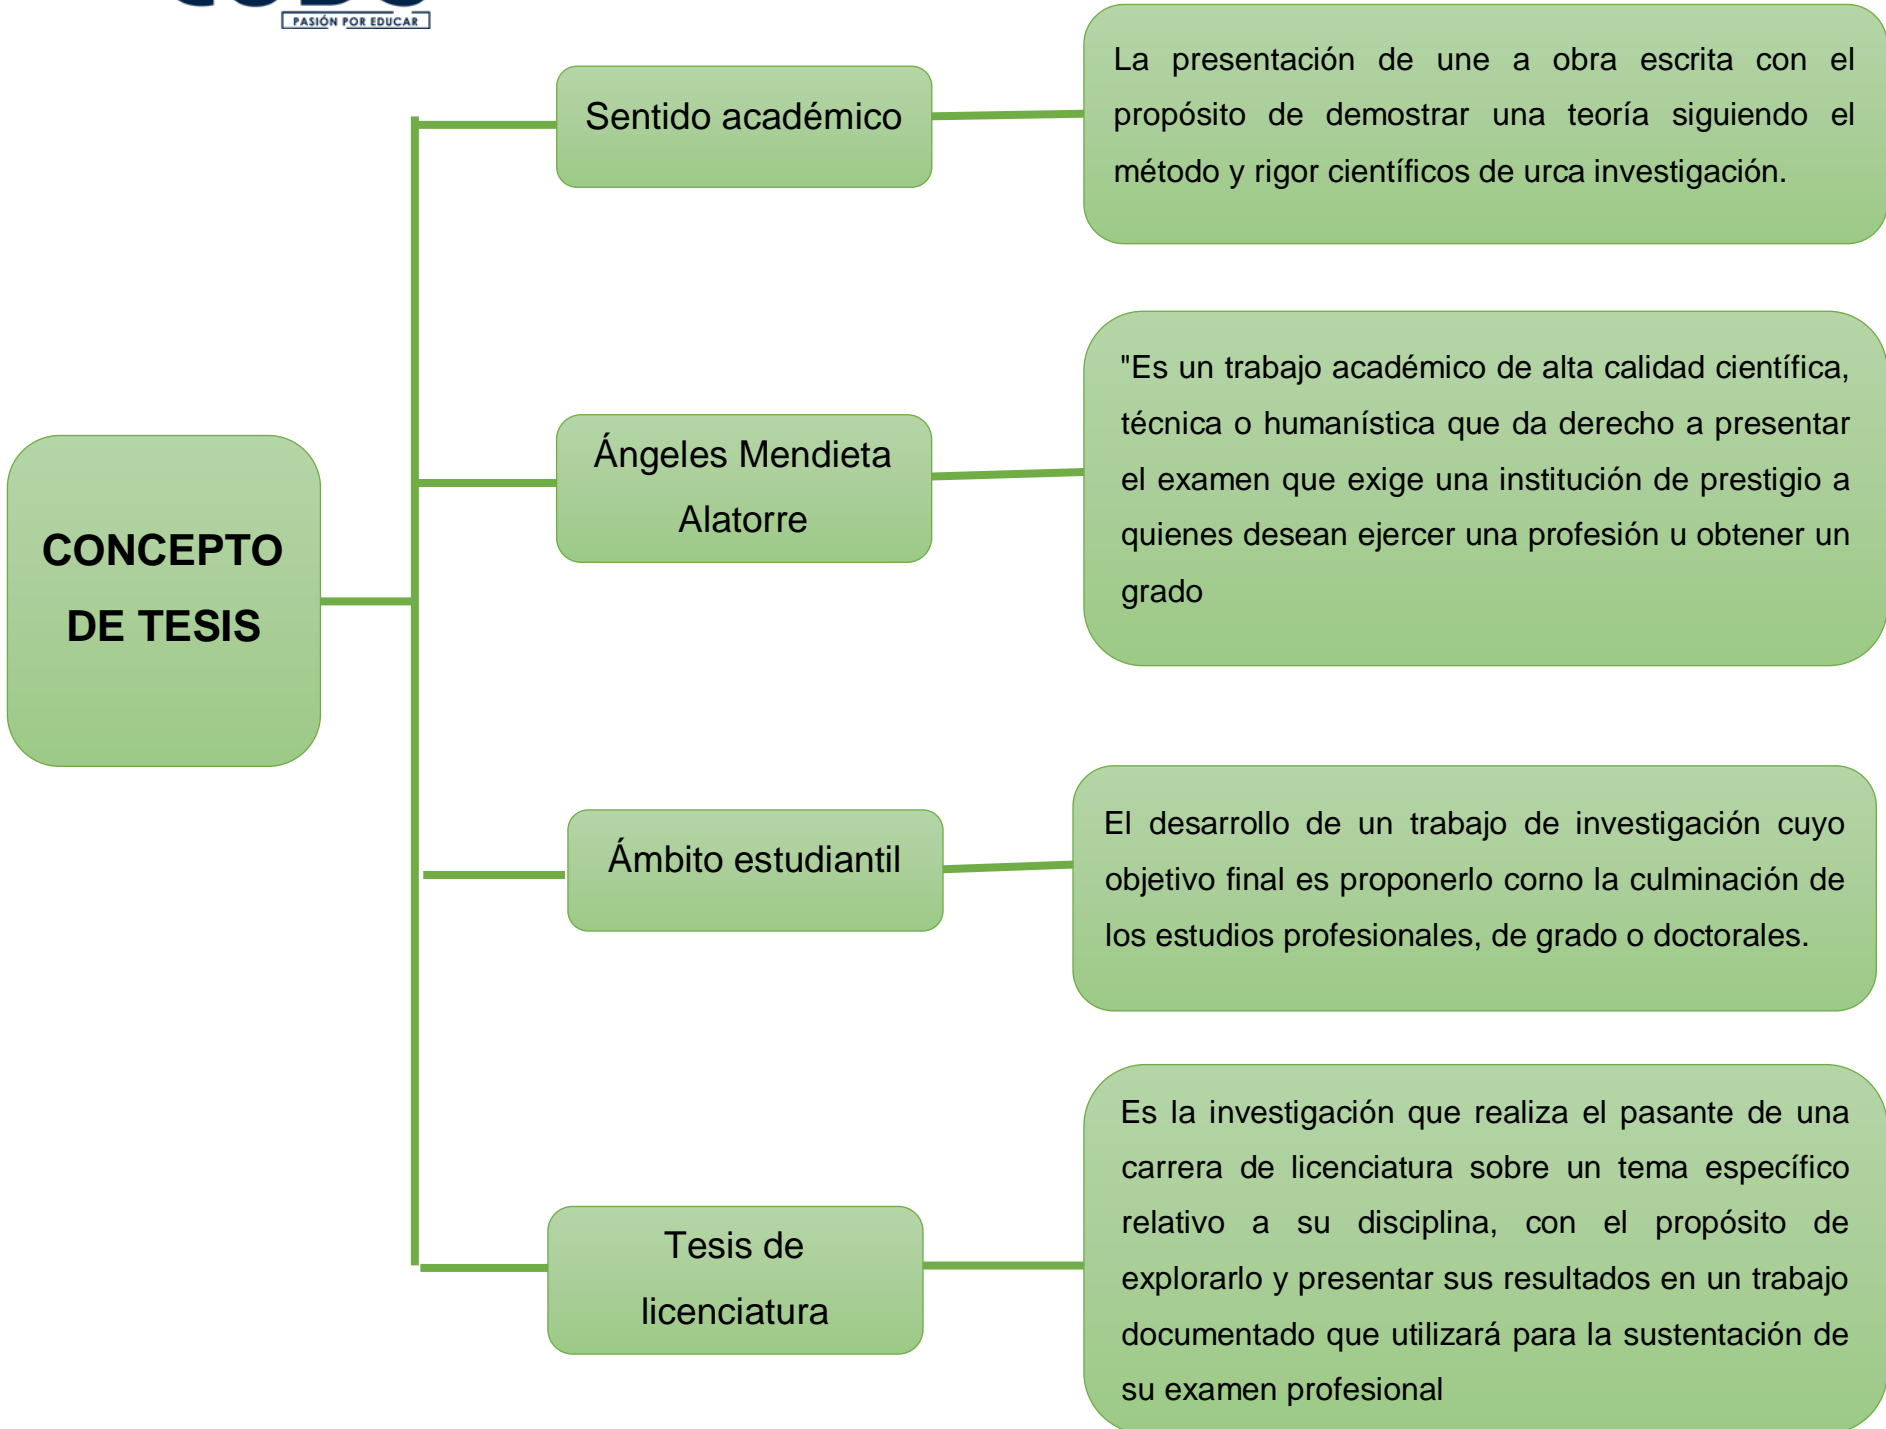 PASIÓN POR EDUCAR
CONCEPTO
DE TESIS
Sentido académico
La presentación de une a obra escrita con el
propósito de demostrar una teoría siguiendo el
método y rigor científicos de urca investigación.
Ángeles Mendieta
Alatorre
"Es un trabajo académico de alta calidad científica,
técnica o humanística que da derecho a presentar
el examen que exige una institución de prestigio a
quienes desean ejercer una profesión u obtener un
grado
Ámbito estudiantil
El desarrollo de un trabajo de investigación cuyo
objetivo final es proponerlo corno la culminación de
los estudios profesionales, de grado o doctorales.
Tesis de
licenciatura
Es la investigación que realiza el pasante de una
carrera de licenciatura sobre un tema específico
relativo a su disciplina, con el propósito de
explorarlo y presentar sus resultados en un trabajo
documentado que utilizará para la sustentación de
su examen profesional